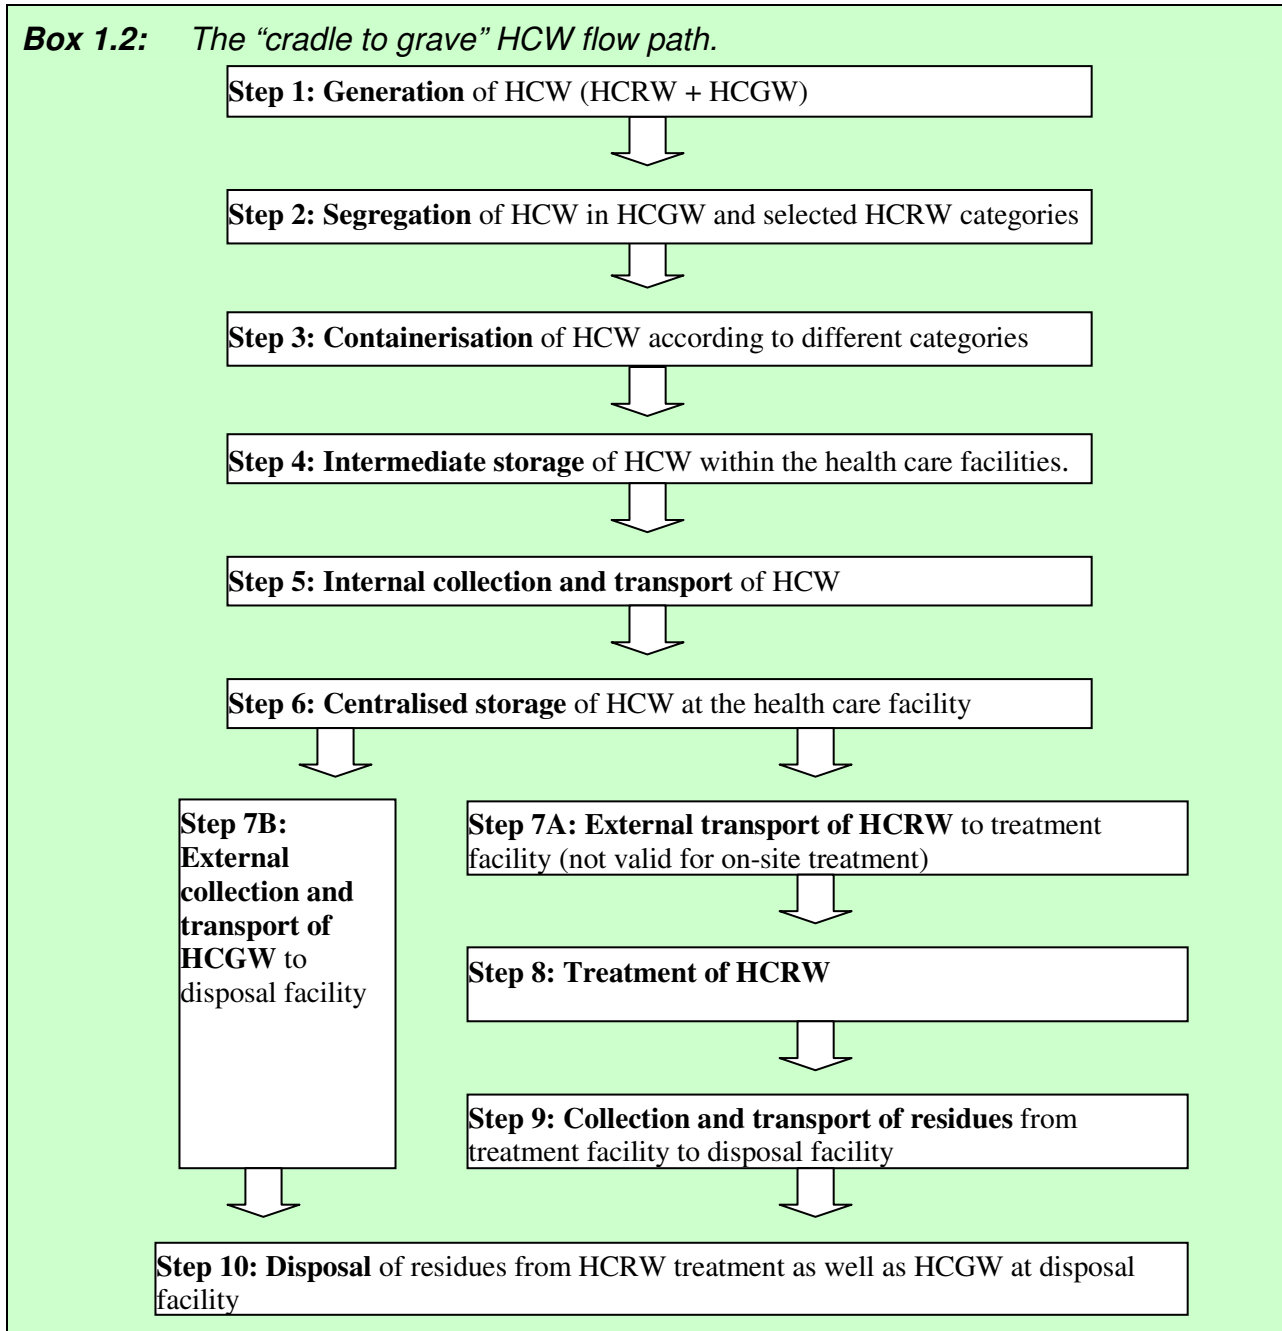 Box 1.2: The “cradle to grave” HCW flow path.
Step 1: Generation of HCW (HCRW + HCGW)
Step 2: Segregation of HCW in HCGW and selected HCRW categories
Step 3: Containerisation of HCW according to different categories
Step 4: Intermediate storage of HCW within the health care facilities.
Step 5: Internal collection and transport of HCW
Step 6: Centralised storage of HCW at the health care facility
Step 7B:
External
collection and
transport of
HCGW to
disposal facility
Step 7A: External transport of HCRW to treatment
facility (not valid for on-site treatment)
Step 8: Treatment of HCRW
Step 9: Collection and transport of residues from
treatment facility to disposal facility
Step 10: Disposal of residues from HCRW treatment as well as HCGW at disposal
facility